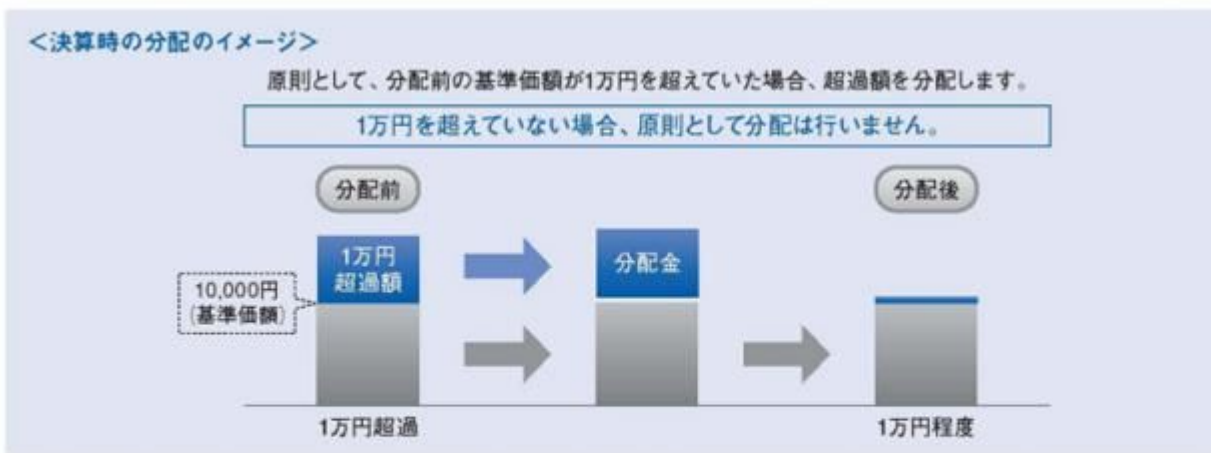 ＜決算時の分配のイメージ＞
原則として、分配前の基準価額が1万円を超えていた場合、超過額を分配します。
1万円を超えていない場合、原則として分配は行いません。
分配前
分配後
1万円
超過額
分配金
10,000円
(基準価額)
1万円超過
1万円程度